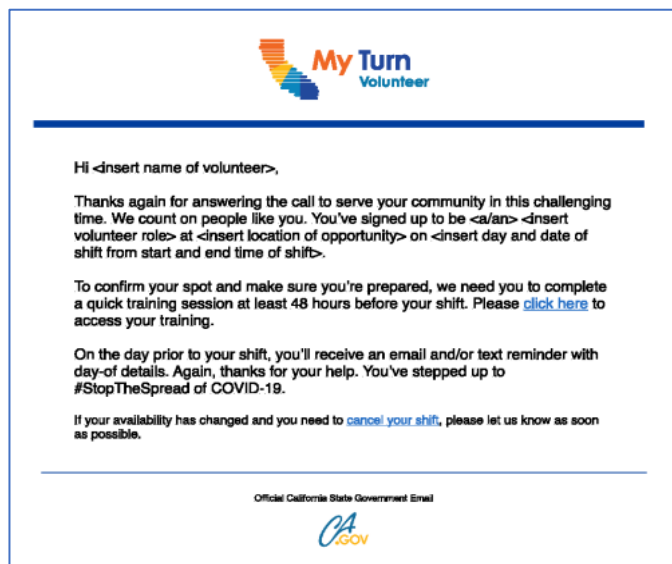 My Turn
Volunteer
Hi <insert name of volunteer>,
Thanks again for answering the call to serve your community in this challenging
time. We count on people like you. You've signed up to be <a/an> <insert
volunteer role> at <insert location of opportunity> on <insert day and date of
shift from start and end time of shift>.
To confirm your spot and make sure you're prepared, we need you to complete
a quick training session at least 48 hours before your shift. Please click here to
access your training.
On the day prior to your shift, you'll receive an email and/or text reminder with
day-of details. Again, thanks for your help. You've stepped up to
#StopTheSpread of COVID-19.
If your availability has changed and you need to cancel your shift, please let us know as soon
as possible.
Official California State Government Email
CA
.GOV